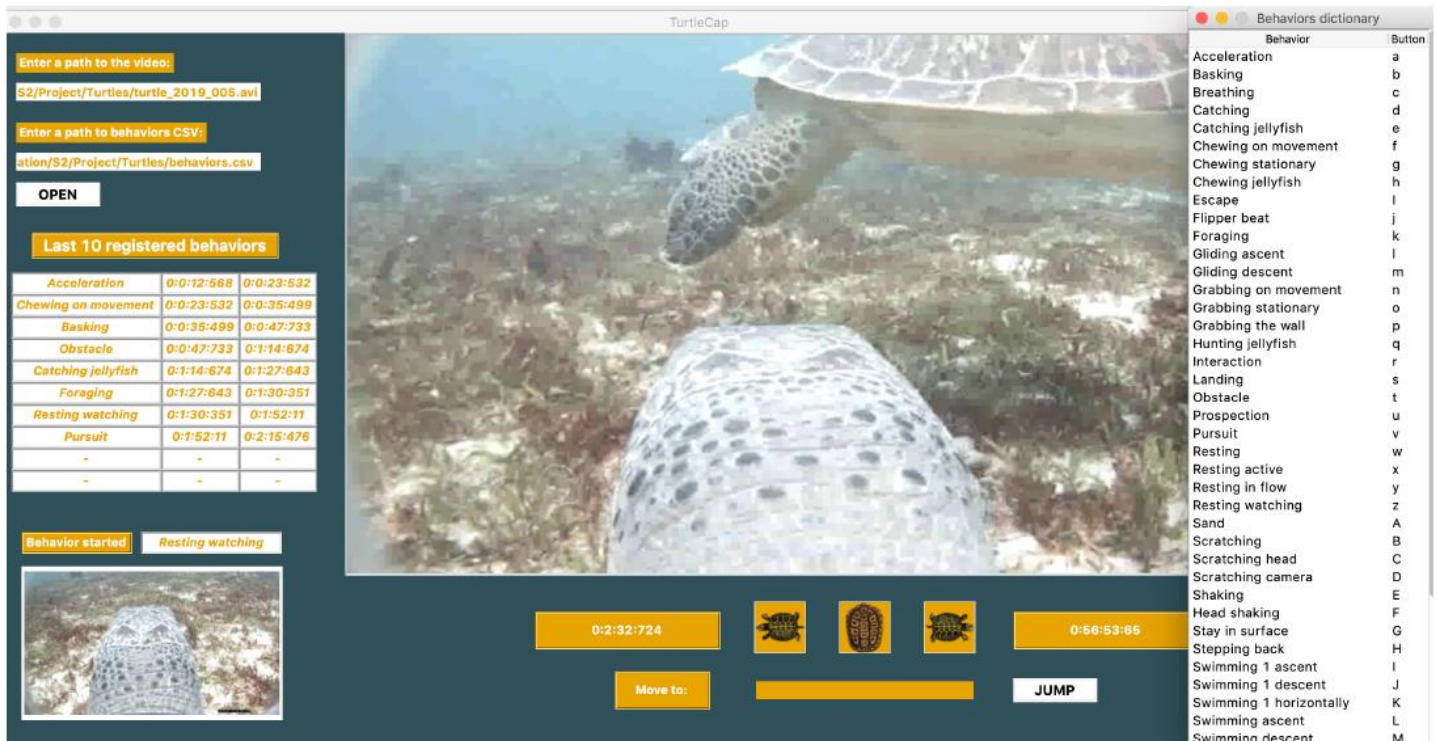 TurtleCap
Enter a path to the video:
S2/Project/Turtles/turtle_2019_005.avi
Enter a path to behaviors CSV:
ation/S2/Project/Turtles/behaviors.csv
OPEN
Last 10 registered behaviors
Acceleration 0:0:12:568 0:0:23:532
Chewing on movement 0:0:23:532 0:0:35:499
Basking 0:0:35:499 0:0:47:733
Obstacle 0:0:47:733 0:1:14:674
Catching jellyfish 0:1:14:674 0:1:27:643
Foraging 0:1:27:643 0:1:30:351
Resting watching 0:1:30:351 0:1:52:11
Pursuit 0:1:52:11 0:2:15:476
- - -
- - -
Behavior started Resting watching
0:2:32:724
0:56:53:65
Move to:
JUMP
Behaviors dictionary
Behavior Button
Acceleration a
Basking b
Breathing c
Catching d
Catching jellyfish e
Chewing on movement f
Chewing stationary g
Chewing jellyfish h
Escape I
Flipper beat j
Foraging k
Gliding ascent l
Gliding descent m
Grabbing on movement n
Grabbing stationary o
Grabbing the wall p
Hunting jellyfish q
Interaction r
Landing s
Obstacle t
Prospection u
Pursuit v
Resting w
Resting active x
Resting in flow y
Resting watching z
Sand A
Scratching B
Scratching head C
Scratching camera D
Shaking E
Head shaking F
Stay in surface G
Stepping back H
Swimming 1 ascent I
Swimming 1 descent J
Swimming 1 horizontally K
Swimming ascent L
Swimming descent M